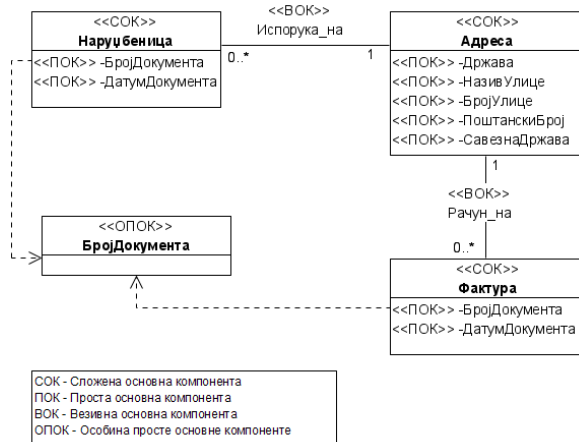 <<СОК>>
Наруџбеница
<<ПОК>> -БројДокумента
<<ПОК>> -ДатумДокумента
<<ВОК>>
Испорука_на
0..*
1
<<СОК>>
Адреса
<<ПОК>> -Држава
<<ПОК>> -НазивУлице
<<ПОК>> -БројУлице
<<ПОК>> -ПоштанскиБрој
<<ПОК>> -СавезнаДржава
1
<<ВОК>>
Рачун_на
0..*
<<ОПОК>>
БројДокумента
<<СОК>>
Фактура
<<ПОК>> -БројДокумента
<<ПОК>> -ДатумДокумента
СОК - Сложена основна компонента
ПОК - Проста основна компонента
ВОК - Везивна основна компонента
ОПОК - Особина просте основне компоненте